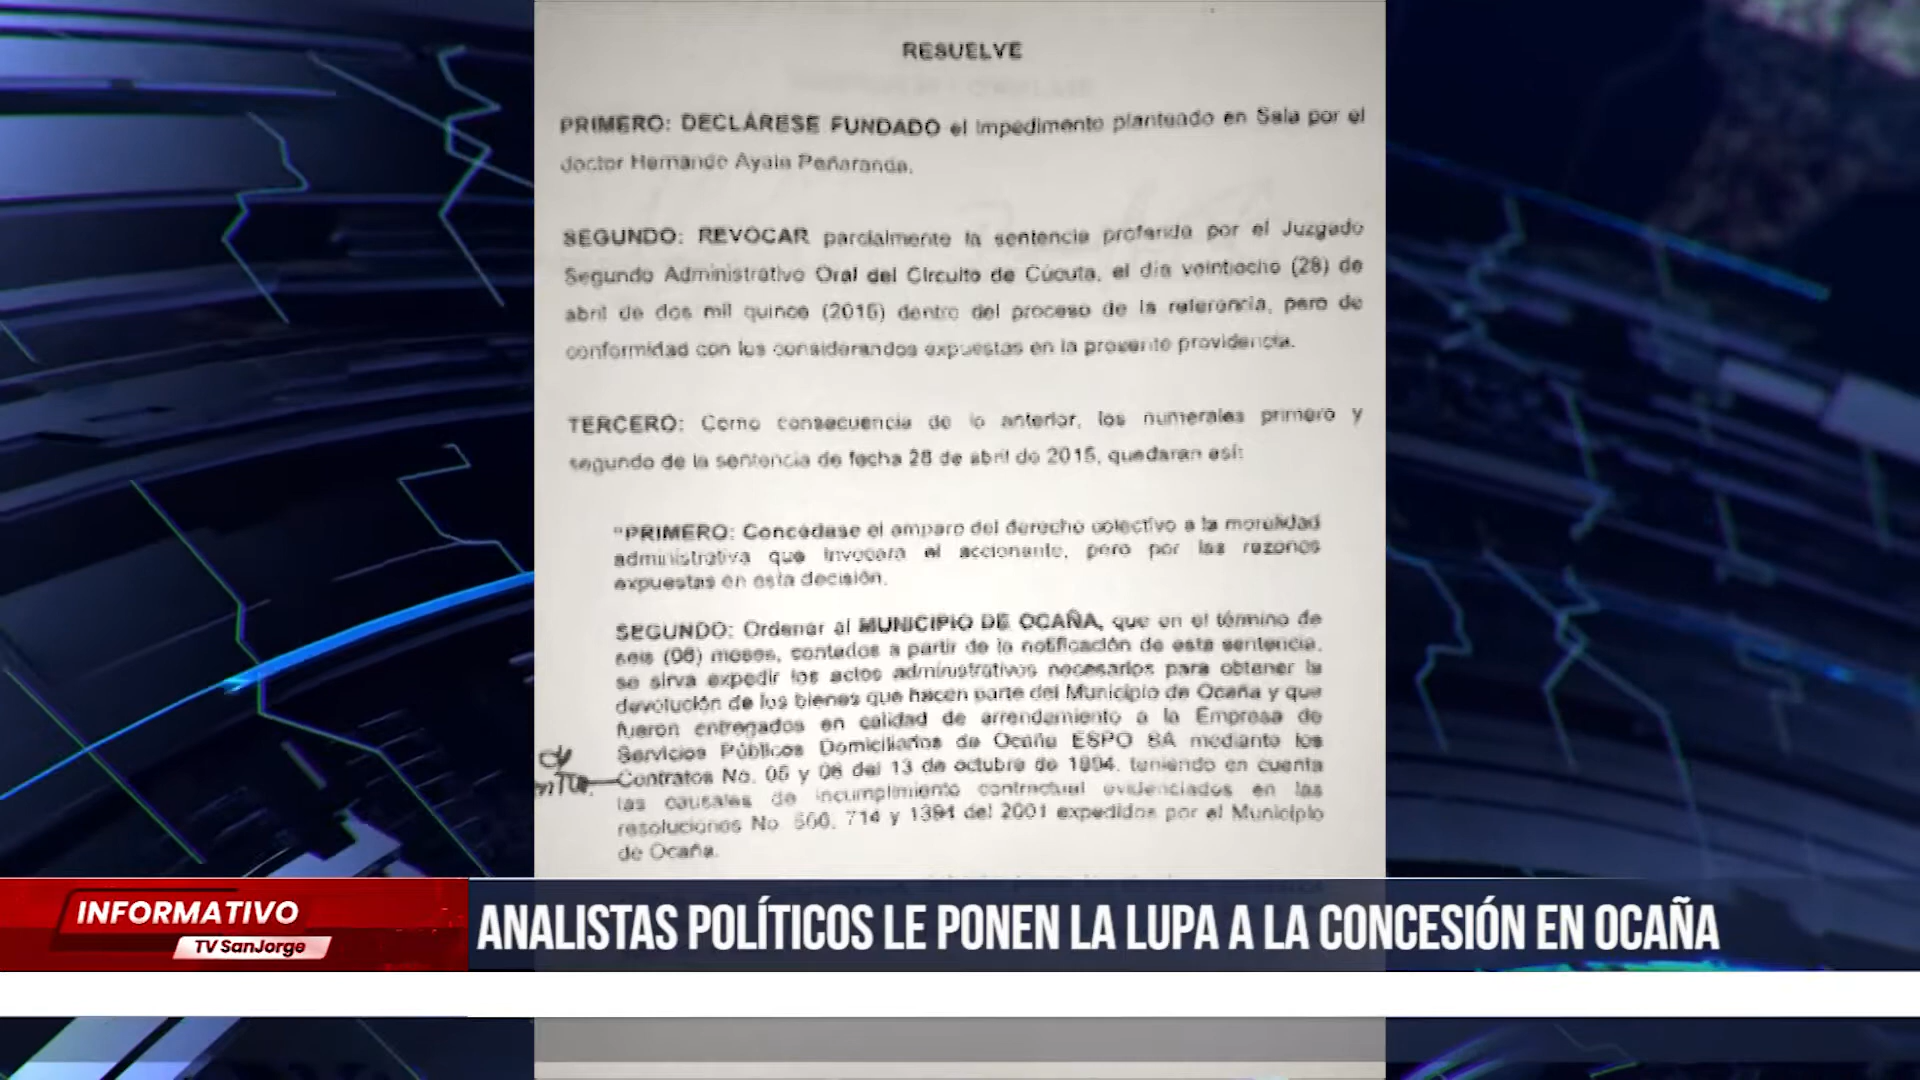 RESUELVE
PRIMERO: DECLÁRESE FUNDADO el impedimento planteado en Sala por el
doctor Hernando Ayala Peñaranda.
SEGUNDO: REVOCAR parcialmente la sentencia proferida por el Juzgado
Segundo Administrativo Oral del Circuito de Cúcuta, el día veintiocho (28) de
abril de dos mil quince (2015) dentro del proceso de la referencia, pero de
conformidad con los considerandos expuestas en la presente providencia.
TERCERO: Como consecuencia de lo anterior, los numerales primero y
segundo de la sentencia de fecha 28 de abril de 2015, quedaran así:
"PRIMERO: Concédase el amparo del derecho colectivo a la moralidad
administrativa que invocara el accionante, pero por las razones
expuestas en esta decisión.
SEGUNDO: Ordenar al MUNICIPIO DE OCAÑA, que en el término de
seis (06) meses, contados a partir de la notificación de esta sentencia,
se sirva expedir los actos administrativos necesarios para obtener la
devolución de los bienes que hacen parte del Municipio de Ocaña y que
fueron entregados en calidad de arrendamiento a la Empresa de
Servicios Públicos Domiciliarios de Ocaña ESPO SA mediante los
Contratos No. 05 y 06 del 13 de octubre de 1994, teniendo en cuenta
las causales de incumplimiento contractual evidenciados en las
resoluciones No 714 y 1394 del 2001 expedidos por el Municipio
de Ocaña.
INFORMATIVO
TV SanJorge
ANALISTAS POLÍTICOS LE PONEN LA LUPA A LA CONCESIÓN EN OCAÑA